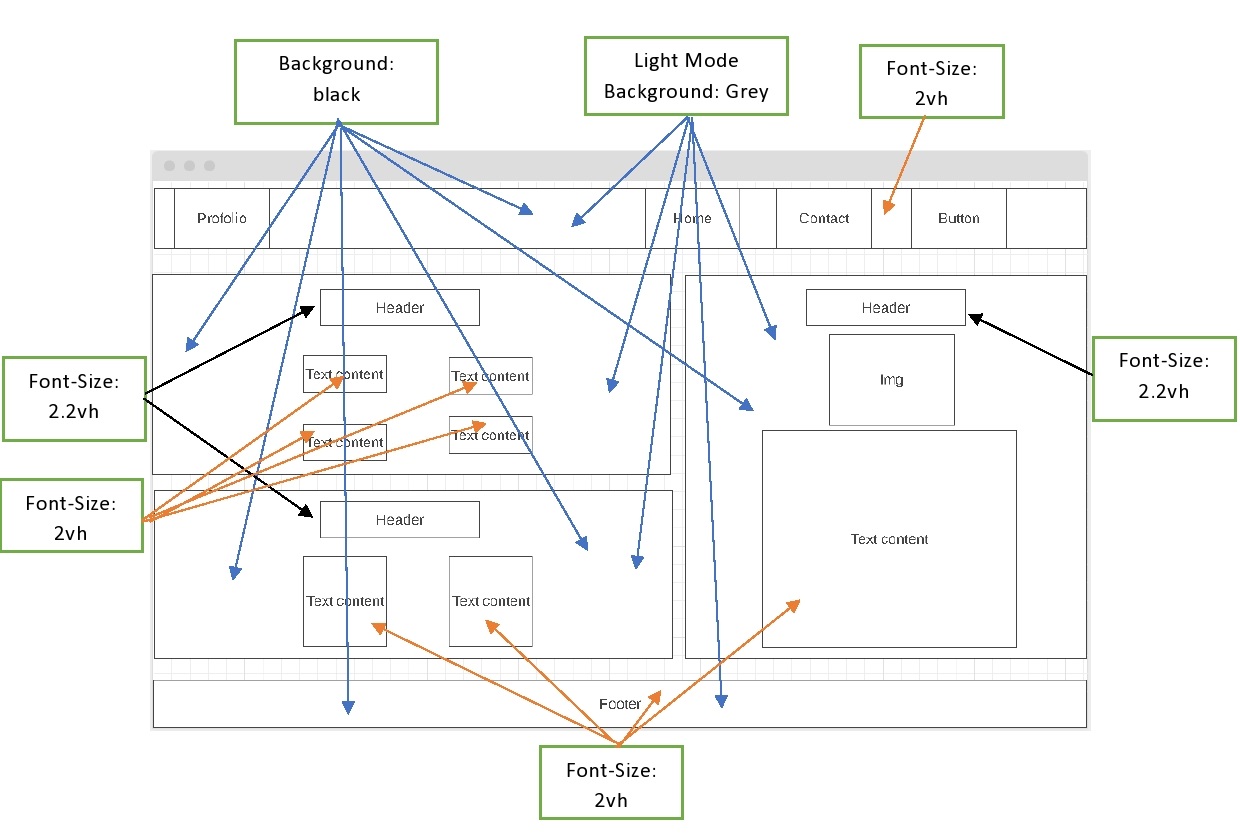 Background:
black
Light Mode
Background: Grey
Font-Size:
2vh
Profolio
Home
Contact
Button
Header
Header
Font-Size:
2.2vh
Font-Size:
2.2vh
Text content
Text content
Img
Text content
Text content
Font-Size:
2vh
Header
Text content
Text content
Text content
Footer
Font-Size:
2vh